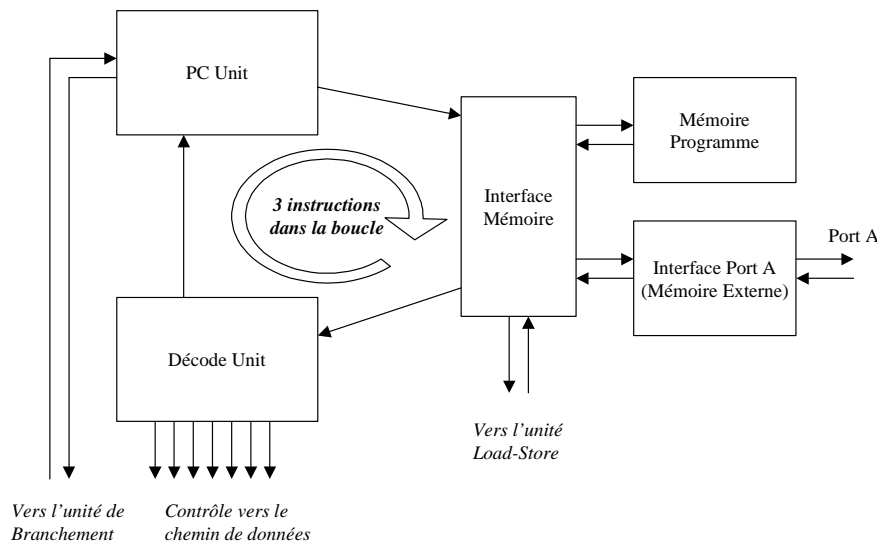 PC Unit
Mémoire
Programme
3 instructions
dans la boucle
Interface
Mémoire
Port A
Interface Port A
(Mémoire Externe)
Décode Unit
Vers l’unité
Load-Store
Vers l’unité de
Branchement
Contrôle vers le
chemin de données